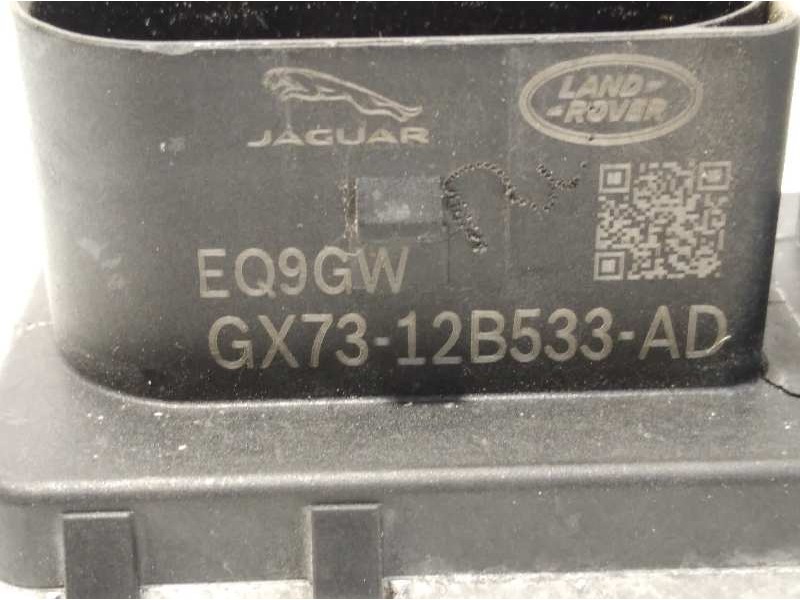 JAGUAR
LAND-
-ROVER
EQ9GW
GX73-12B533-AD